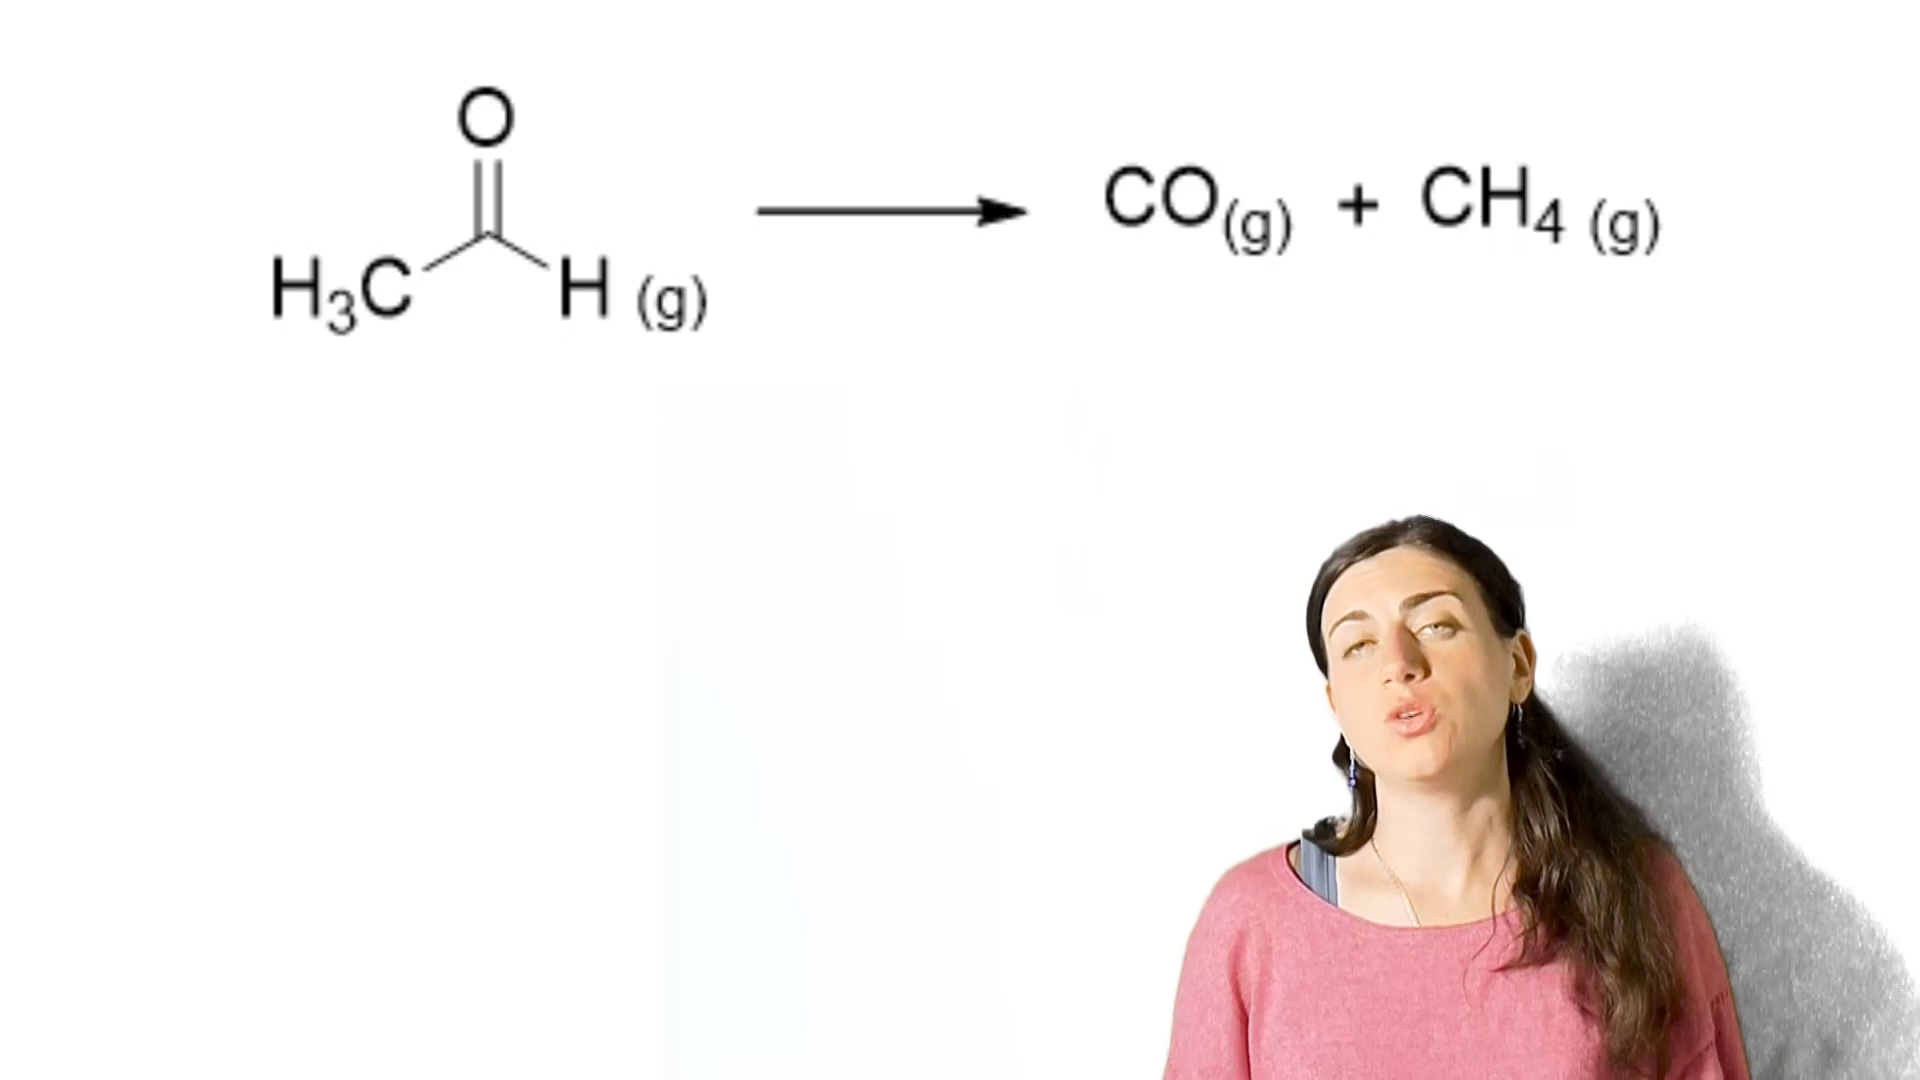 O
H₃C H (g) CO(g) + CH₄ (g)